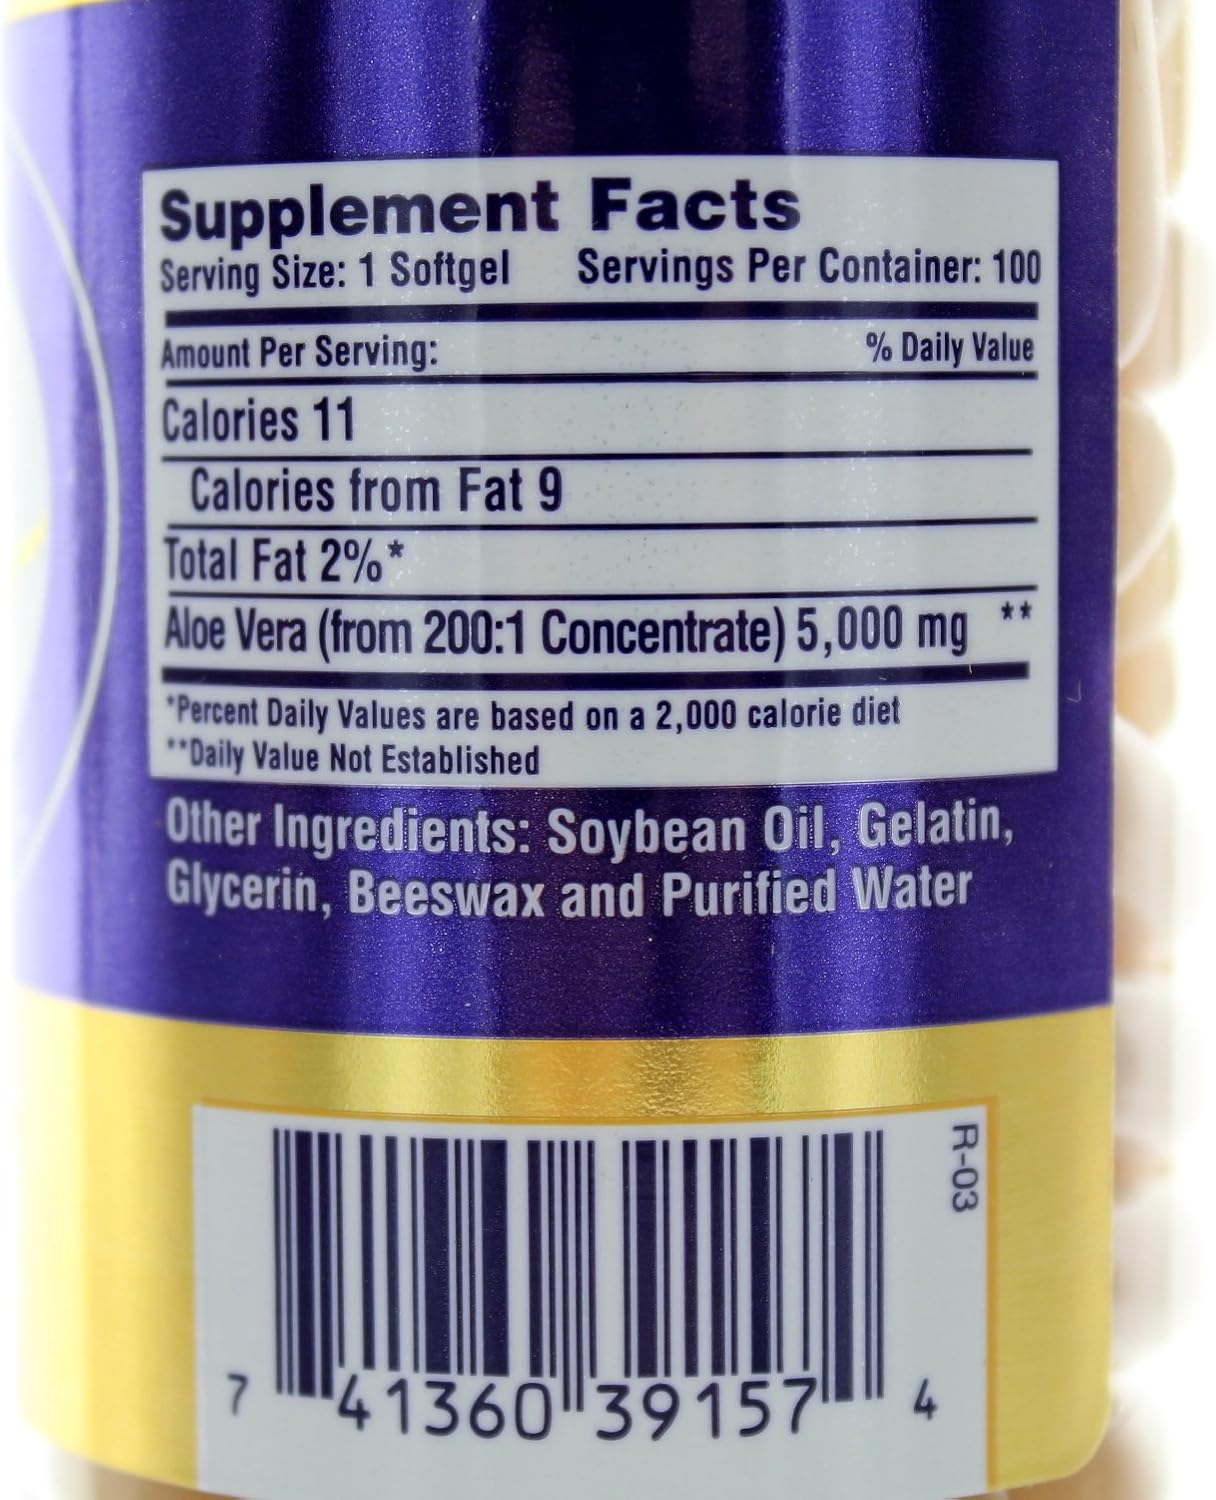 Supplement Facts
Serving Size: 1 Softgel Servings Per Container: 100
Amount Per Serving: % Daily Value
Calories 11
Calories from Fat 9
Total Fat 2%*
Aloe Vera (from 200:1 Concentrate) 5,000 mg **
*Percent Daily Values are based on a 2,000 calorie diet
**Daily Value Not Established
Other Ingredients: Soybean Oil, Gelatin,
Glycerin, Beeswax and Purified Water
R-03
7 41360 39157 4